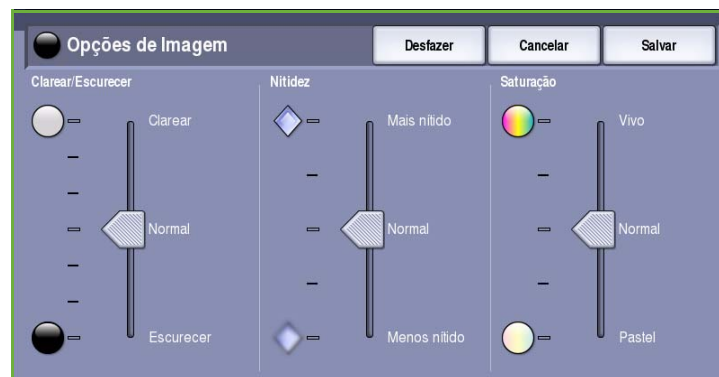 Opções de Imagem
Desfazer
Cancelar
Salvar
Clarear/Escurecer
Nitidez
Saturação
Clarear
Mais nítido
Vivo
Normal
Normal
Normal
Escurecer
Menos nítido
Pastel